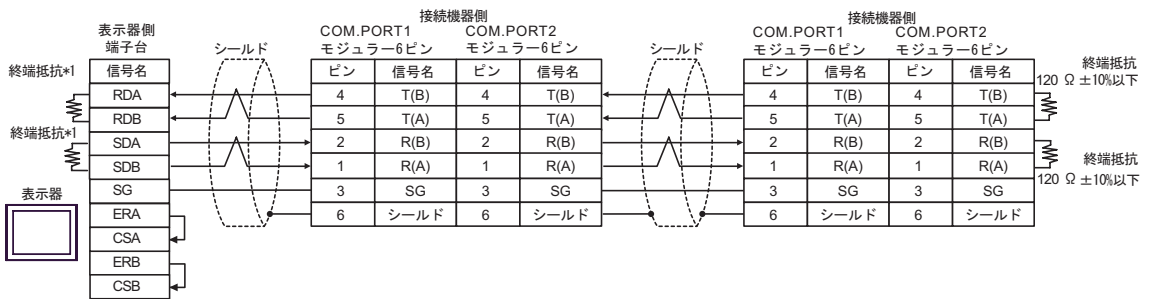 表示器側
端子台
シールド
接続機器側
COM.PORT1 COM.PORT2
モジュラー6ピン モジュラー6ピン
シールド
接続機器側
COM.PORT1 COM.PORT2
モジュラー6ピン モジュラー6ピン
終端抵抗
120 Ω ±10%以下
終端抵抗*1
信号名 ピン 信号名 ピン 信号名 ピン 信号名 ピン 信号名
RDA 4 T(B) 4 T(B) 4 T(B) 4 T(B)
RDB 5 T(A) 5 T(A) 5 T(A) 5 T(A)
終端抵抗*1
SDA 2 R(B) 2 R(B) 2 R(B) 2 R(B)
SDB 1 R(A) 1 R(A) 1 R(A) 1 R(A)
終端抵抗
120 Ω ±10%以下
表示器
SG 3 SG 3 SG 3 SG 3 SG
ERA 6 シールド 6 シールド 6 シールド 6 シールド
CSA
ERB
CSB